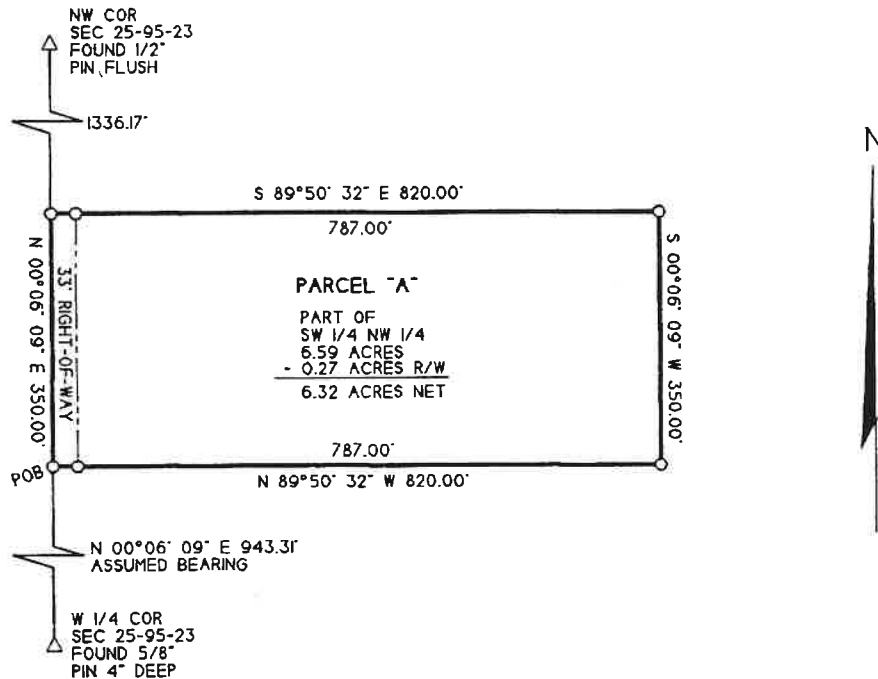 NW COR
SEC 25-95-23
FOUND 1/2"
PIN FLUSH
1336.17'
N
S 89°50' 32" E 820.00'
787.00'
N 00°06' 09" E 350.00'
33' RIGHT-OF-WAY
PARCEL "A"
PART OF
SW 1/4 NW 1/4
6.59 ACRES
- 0.27 ACRES R/W
6.32 ACRES NET
S 00°06' 09" W 350.00'
787.00'
POB
N 89°50' 32" W 820.00'
N 00°06' 09" E 943.31'
ASSUMED BEARING
W 1/4 COR
SEC 25-95-23
FOUND 5/8"
PIN 4" DEEP